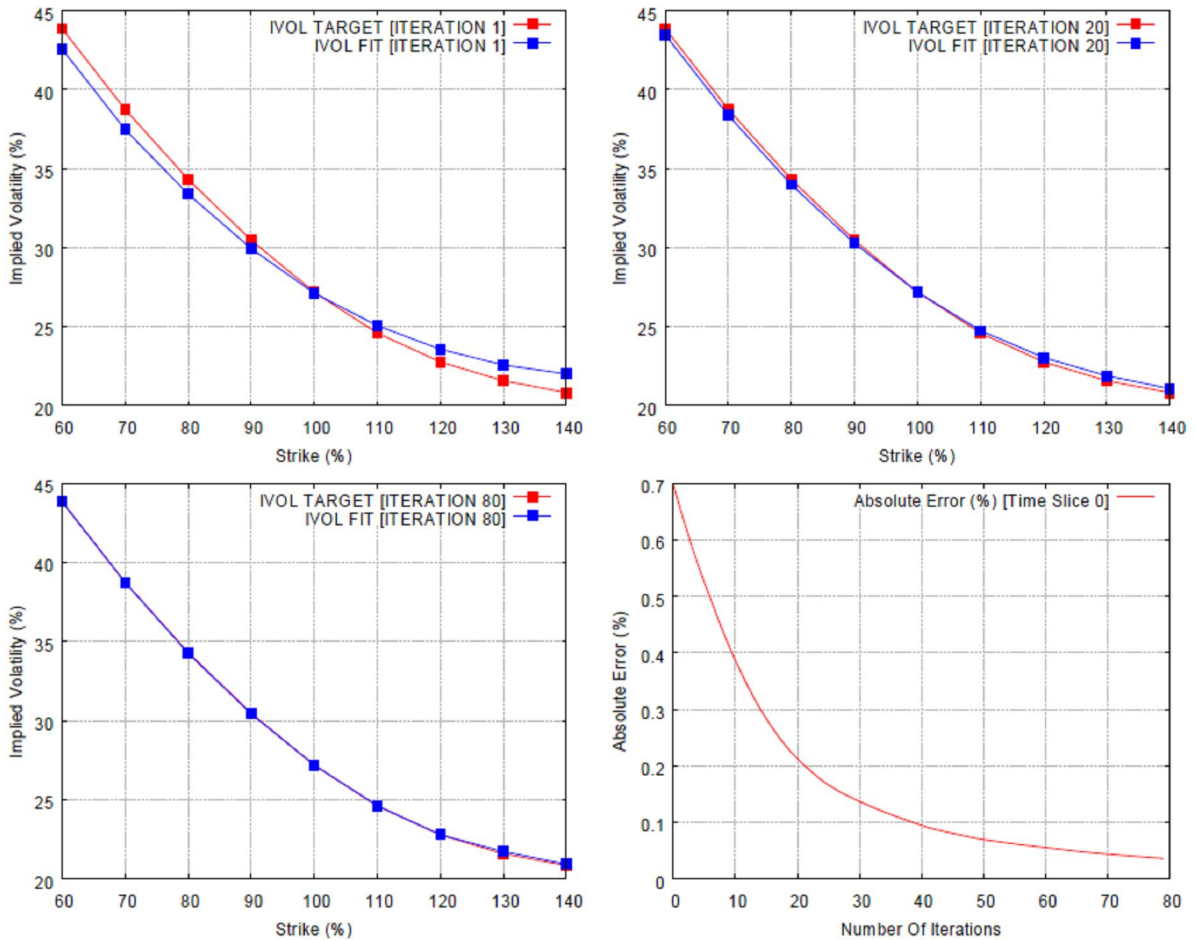 IVOL TARGET [ITERATION 1]
IVOL FIT [ITERATION 1]
Implied Volatility (%)
45
40
35
30
25
20
60 70 80 90 100 110 120 130 140
Strike (%)
IVOL TARGET [ITERATION 20]
IVOL FIT [ITERATION 20]
Implied Volatility (%)
45
40
35
30
25
20
60 70 80 90 100 110 120 130 140
Strike (%)
IVOL TARGET [ITERATION 80]
IVOL FIT [ITERATION 80]
Implied Volatility (%)
45
40
35
30
25
20
60 70 80 90 100 110 120 130 140
Strike (%)
Absolute Error (%) [Time Slice 0]
Absolute Error (%)
0.7
0.6
0.5
0.4
0.3
0.2
0.1
0
0 10 20 30 40 50 60 70 80
Number Of Iterations